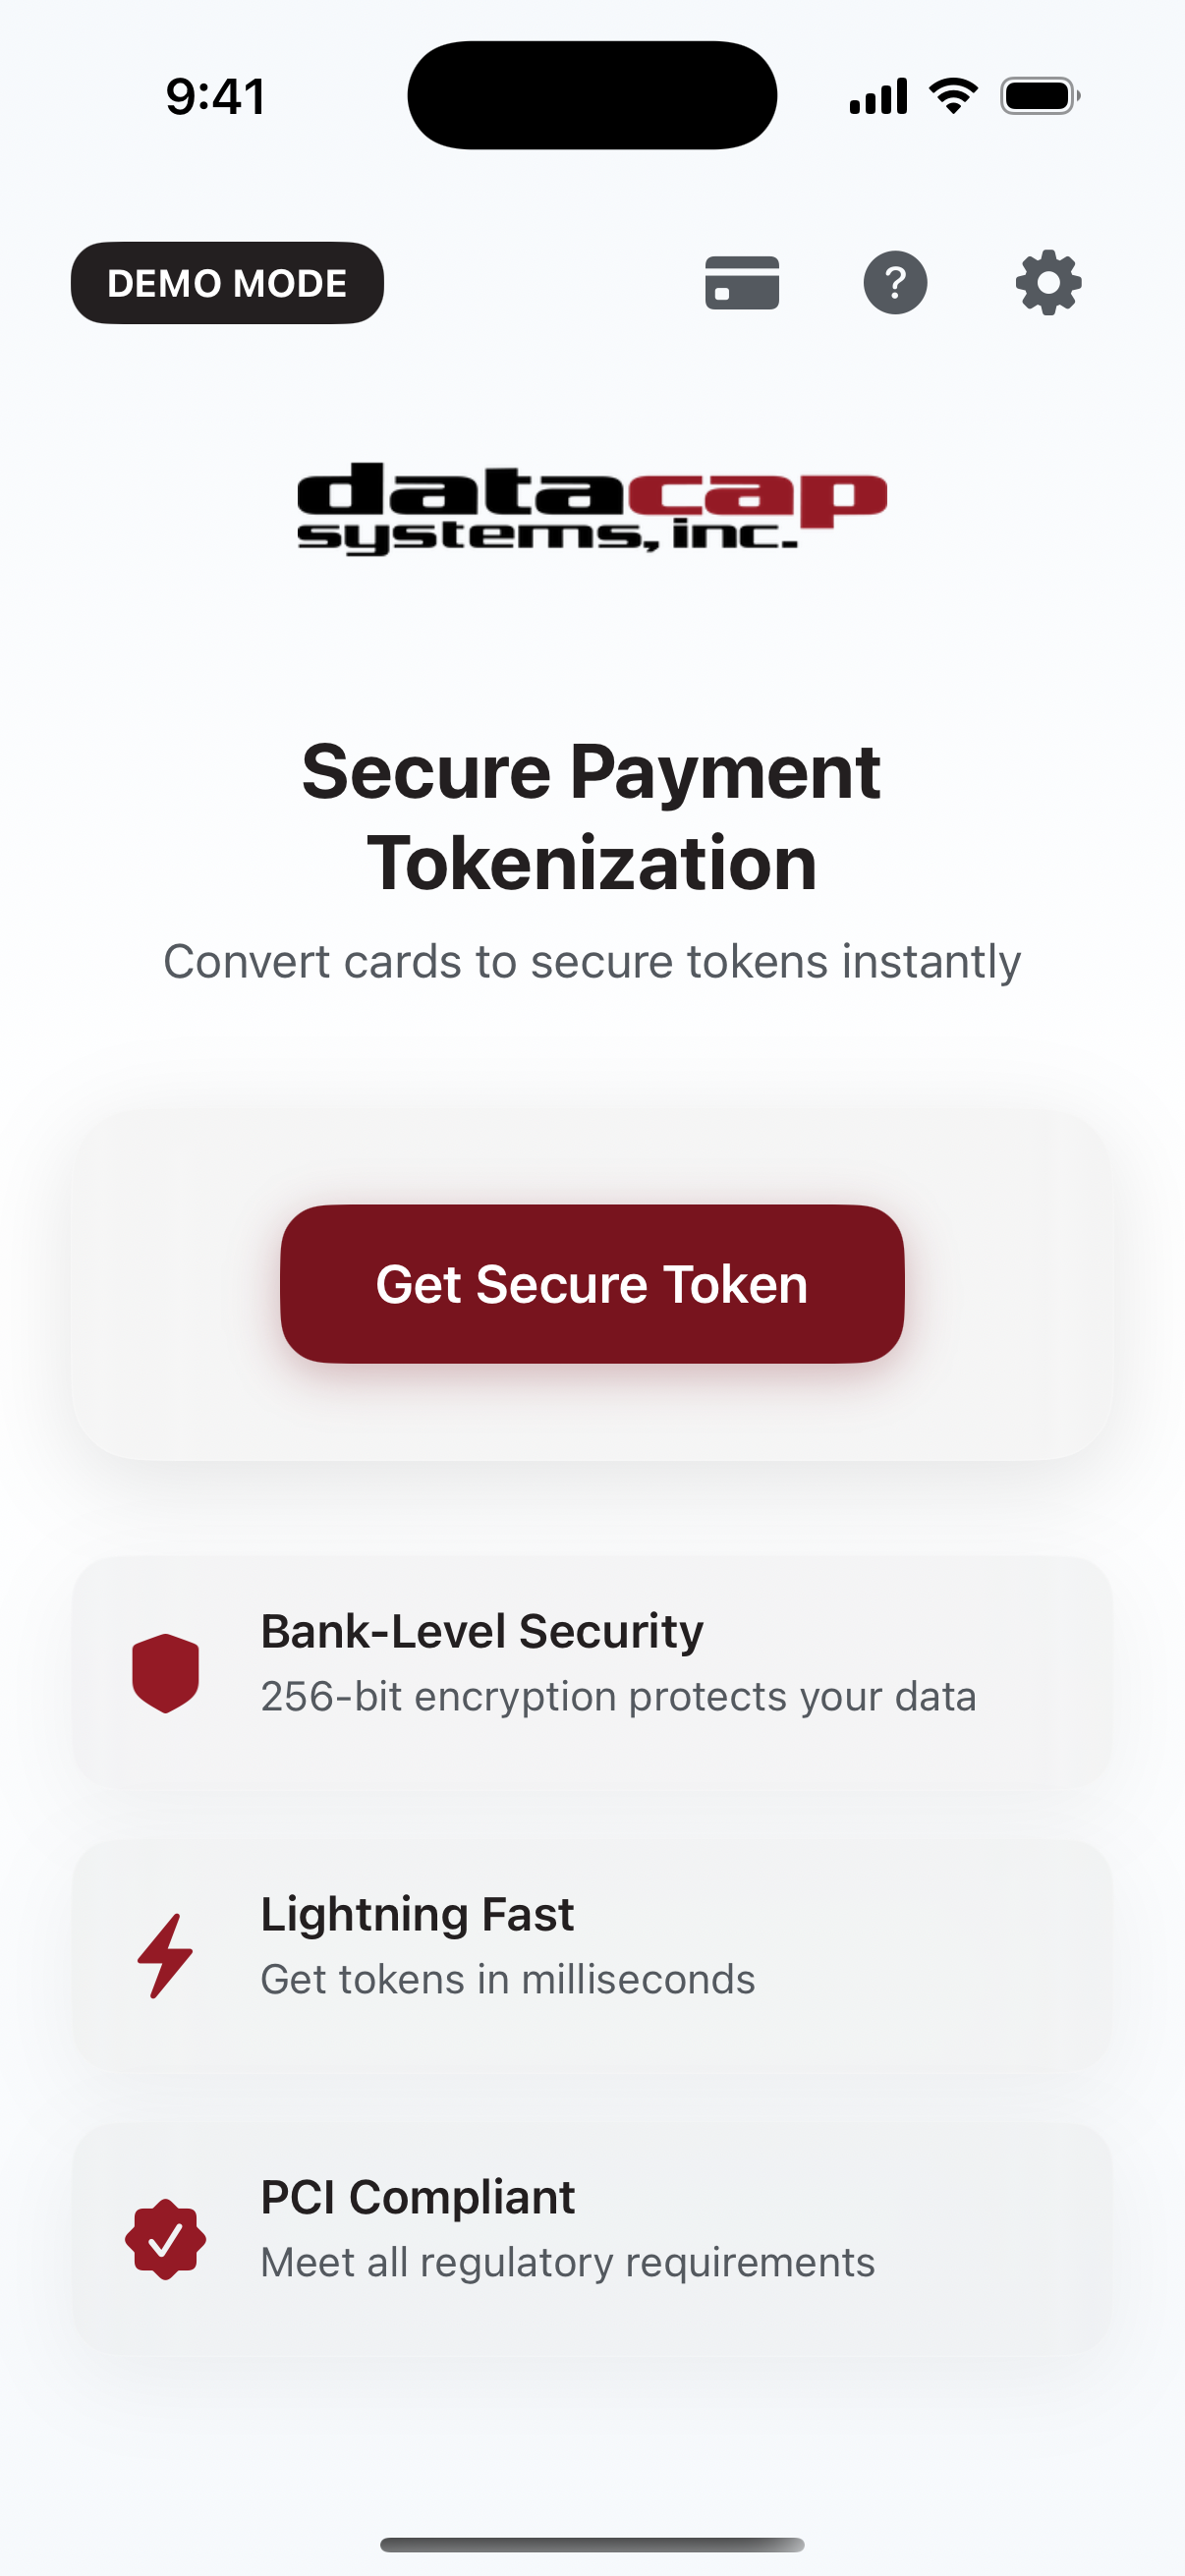 9:41
DEMO MODE
?
datacap
systems, inc.
Secure Payment
Tokenization
Convert cards to secure tokens instantly
Get Secure Token
Bank-Level Security
256-bit encryption protects your data
Lightning Fast
Get tokens in milliseconds
PCI Compliant
Meet all regulatory requirements